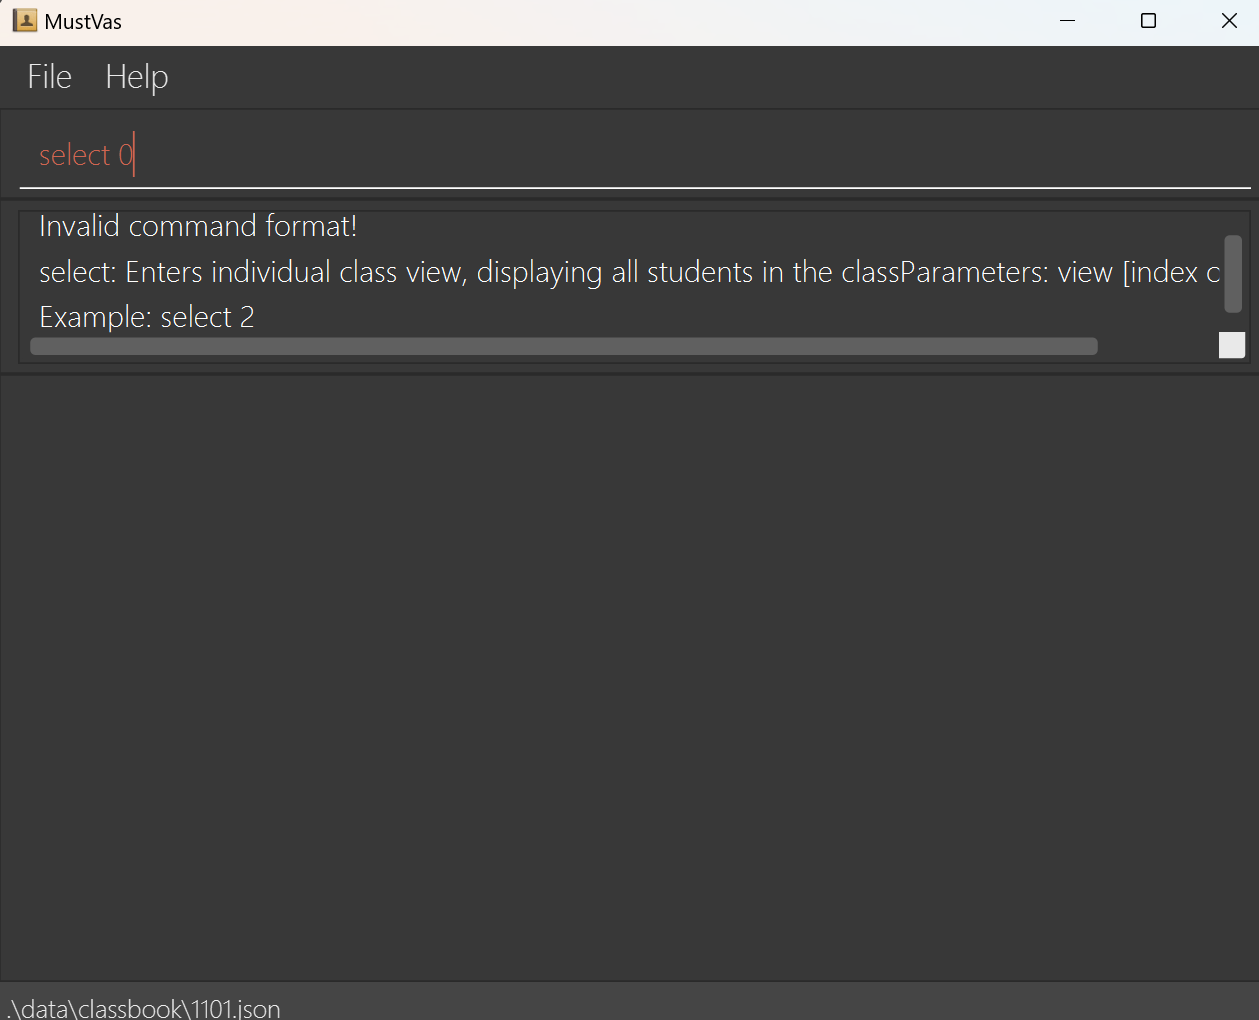 MustVas
File Help
select 0
Invalid command format!
select: Enters individual class view, displaying all students in the classParameters: view [index c
Example: select 2
.\data\classbook\1101.json